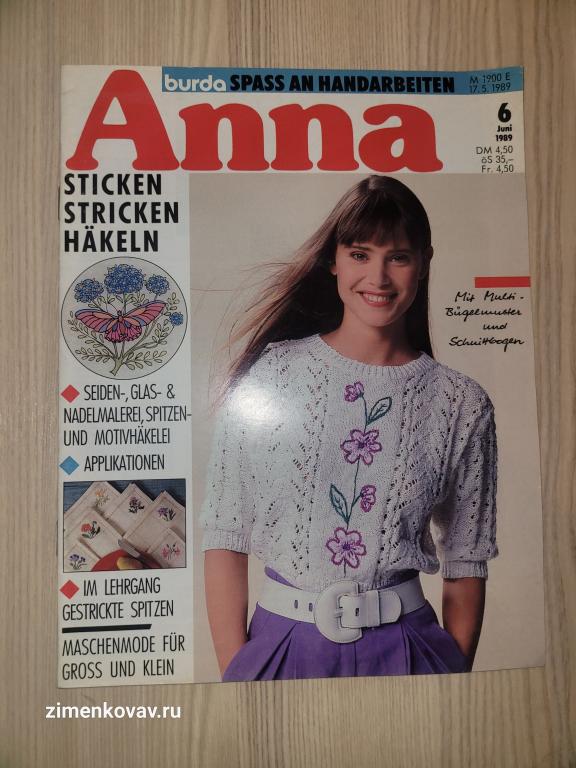 burda SPASS AN HANDARBEITEN
M 1900 E
17.5.1989
Anna
6
Juni
1989
DM 4,50
öS 35,–
Fr. 4,50
STICKEN
STRICKEN
HÄKELN
Mit Multi-
Bügelmuster
und
Schnittbogen
SEIDEN-, GLAS- &
NADELMALEREI, SPITZEN-
UND MOTIVHÄKELEI
APPLIKATIONEN
IM LEHRGANG
GESTRICKTE SPITZEN
MASCHENMODE FÜR
GROSS UND KLEIN
zimenkovav.ru